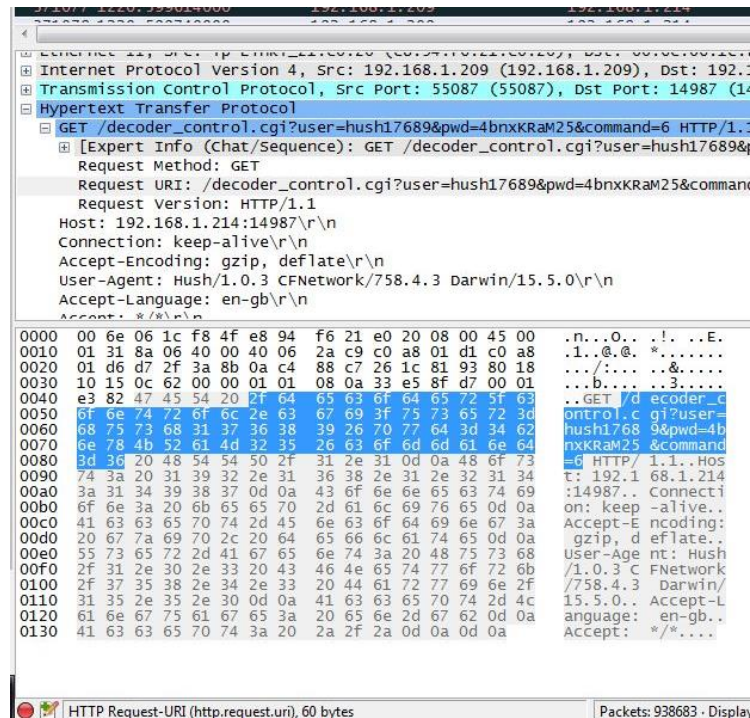 192.168.1.209 192.168.1.214
Internet Protocol Version 4, Src: 192.168.1.209 (192.168.1.209), Dst: 192.1
Transmission Control Protocol, Src Port: 55087 (55087), Dst Port: 14987 (14
Hypertext Transfer Protocol
GET /decoder_control.cgi?user=hush17689&pwd=4bnxKRaM25&command=6 HTTP/1.1
[Expert Info (Chat/Sequence): GET /decoder_control.cgi?user=hush17689&p
Request Method: GET
Request URI: /decoder_control.cgi?user=hush17689&pwd=4bnxKRaM25&comman
Request Version: HTTP/1.1
Host: 192.168.1.214:14987\r\n
Connection: keep-alive\r\n
Accept-Encoding: gzip, deflate\r\n
User-Agent: Hush/1.0.3 CFNetwork/758.4.3 Darwin/15.5.0\r\n
Accept-Language: en-gb\r\n
Accept: */*\r\n
0000 00 6e 06 1c f8 4f e8 94 f6 21 e0 20 08 00 45 00 .n...O.. .!. ..E.
0010 01 31 8a 06 40 00 40 06 2a c9 c0 a8 01 d1 c0 a8 .1..@.@. *.......
0020 01 d6 d7 2f 3a 8b 0a c4 88 c7 26 1c 81 93 80 18 .../:... ..&.....
0030 10 15 0c 62 00 00 01 01 08 0a 33 e5 8f d7 00 01 ...b.... ..3.....
0040 e3 82 47 45 54 20 2f 64 65 63 6f 64 65 72 5f 63 ..GET /d ecoder_c
0050 6f 6e 74 72 6f 6c 2e 63 67 69 3f 75 73 65 72 3d ontrol.c gi?user=
0060 68 75 73 68 31 37 36 38 39 26 70 77 64 3d 34 62 hush1768 9&pwd=4b
0070 6e 78 4b 52 61 4d 32 35 26 63 6f 6d 6d 61 6e 64 nxKRaM25 &command
0080 3d 36 20 48 54 54 50 2f 31 2e 31 0d 0a 48 6f 73 =6 HTTP/ 1.1..Hos
0090 74 3a 20 31 39 32 2e 31 36 38 2e 31 2e 32 31 34 t: 192.1 68.1.214
00a0 3a 31 34 39 38 37 0d 0a 43 6f 6e 6e 65 63 74 69 :14987.. Connecti
00b0 6f 6e 3a 20 6b 65 65 70 2d 61 6c 69 76 65 0d 0a on: keep -alive..
00c0 41 63 63 65 70 74 2d 45 6e 63 6f 64 69 6e 67 3a Accept-E ncoding:
00d0 20 67 7a 69 70 2c 20 64 65 66 6c 61 74 65 0d 0a gzip, d eflate..
00e0 55 73 65 72 2d 41 67 65 6e 74 3a 20 48 75 73 68 User-Age nt: Hush
00f0 2f 31 2e 30 2e 33 20 43 46 4e 65 74 77 6f 72 6b /1.0.3 C FNetwork
0100 2f 37 35 38 2e 34 2e 33 20 44 61 72 77 69 6e 2f /758.4.3 Darwin/
0110 31 35 2e 35 2e 30 0d 0a 41 63 63 65 70 74 2d 4c 15.5.0.. Accept-L
0120 61 6e 67 75 61 67 65 3a 20 65 6e 2d 67 62 0d 0a anguage: en-gb..
0130 41 63 63 65 70 74 3a 20 2a 2f 2a 0d 0a 0d 0a Accept: */*....
HTTP Request-URI (http.request.uri), 60 bytes Packets: 938683 · Display